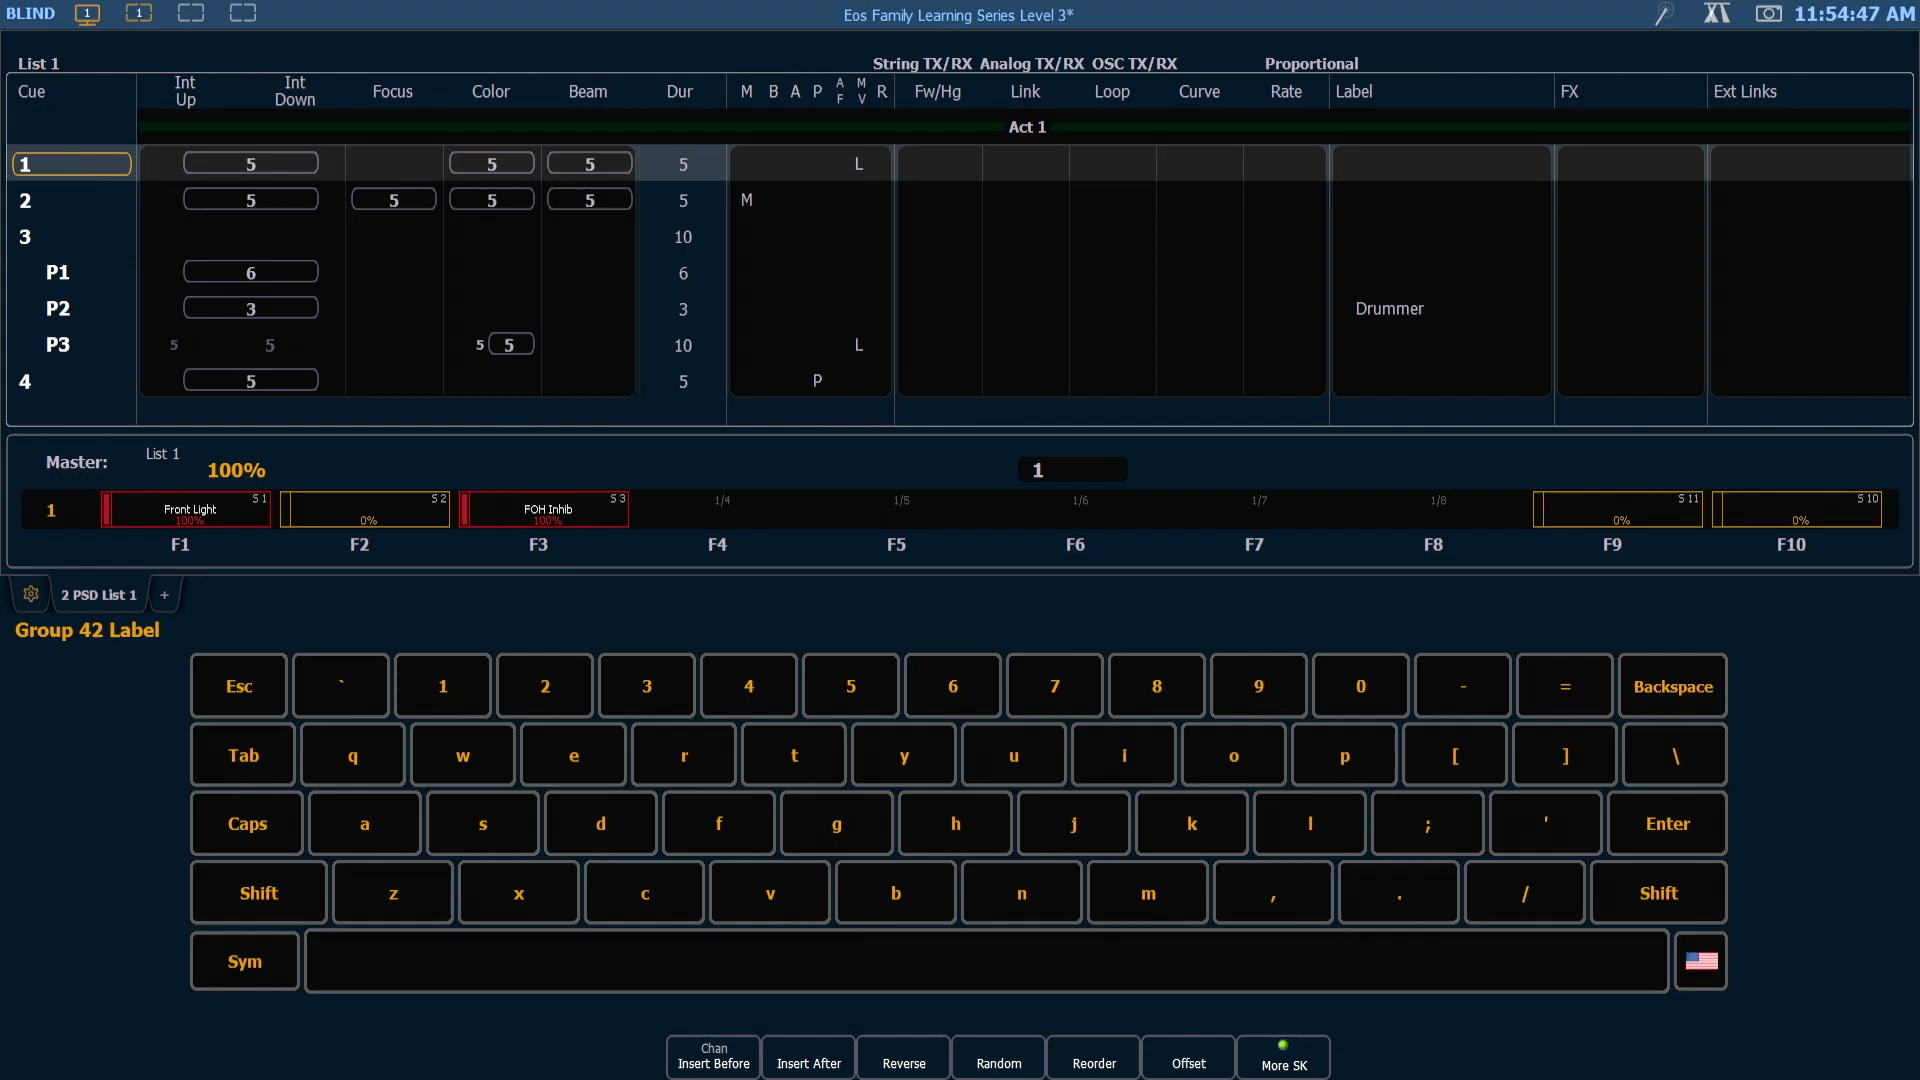 BLIND 1 1 Eos Family Learning Series Level 3* 11:54:47 AM
List 1 String TX/RX Analog TX/RX OSC TX/RX Proportional
Cue Int Up Int Down Focus Color Beam Dur M B A P AF MV R Fw/Hg Link Loop Curve Rate Label FX Ext Links
Act 1
1 5 5 5 5 L
2 5 5 5 5 5 M
3 10
P1 6 6
P2 3 3 Drummer
P3 5 5 5 5 10 L
4 5 5 P
Master: List 1 100% 1
1 Front Light 100% S 1 0% S 2 FOH Inhib 100% S 3 1/4 1/5 1/6 1/7 1/8 0% S 11 0% S 10
F1 F2 F3 F4 F5 F6 F7 F8 F9 F10
2 PSD List 1 +
Group 42 Label
Esc ` 1 2 3 4 5 6 7 8 9 0 - = Backspace
Tab q w e r t y u i o p [ ] \
Caps a s d f g h j k l ; ' Enter
Shift z x c v b n m , . / Shift
Sym
Chan
Insert Before Insert After Reverse Random Reorder Offset More SK